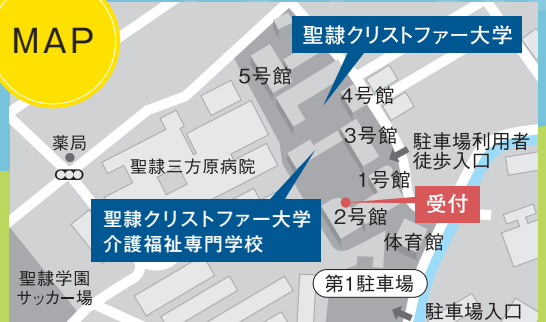 MAP
聖隷クリストファー大学
5号館
4号館
3号館
薬局
駐車場利用者
徒歩入口
聖隷三方原病院
1号館
聖隷クリストファー大学
介護福祉専門学校
受付
2号館
体育館
聖隷学園
サッカー場
第1駐車場
駐車場入口